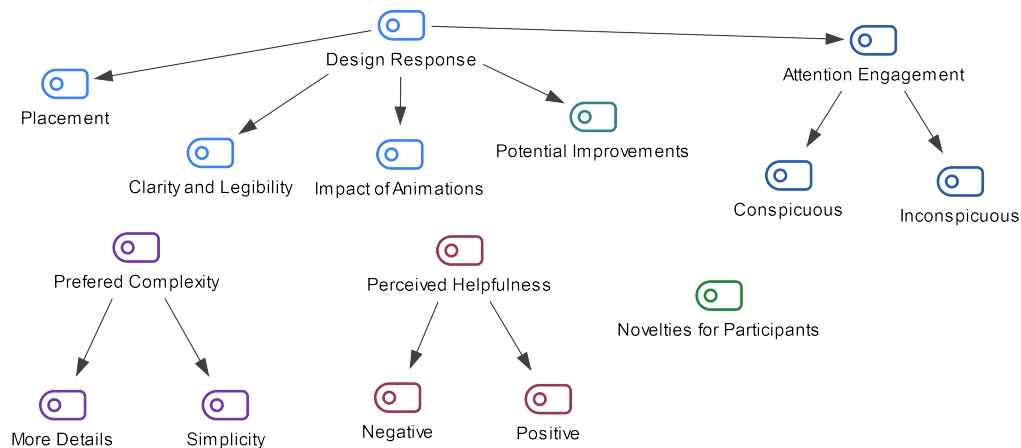 Design Response
Attention Engagement
Placement
Clarity and Legibility
Impact of Animations
Potential Improvements
Conspicuous
Inconspicuous
Prefered Complexity
Perceived Helpfulness
Novelties for Participants
More Details
Simplicity
Negative
Positive